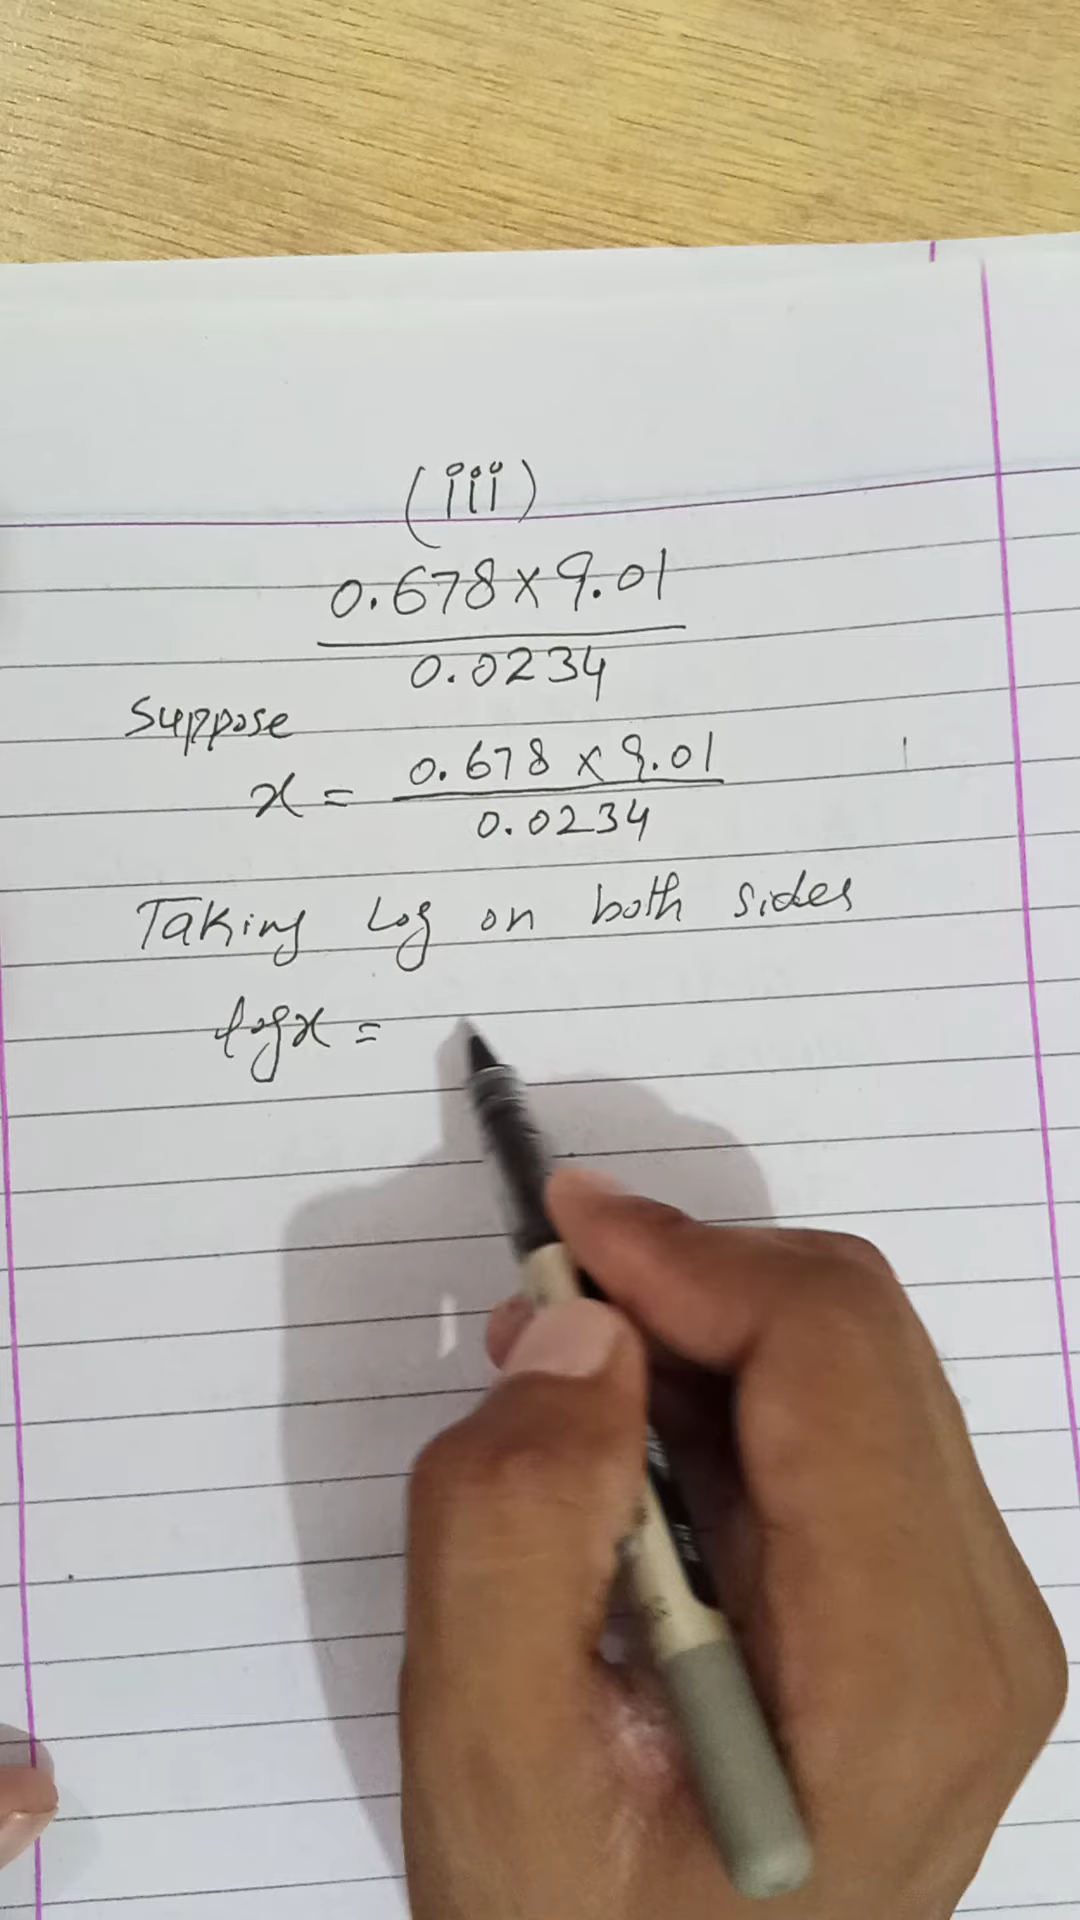 (iii)
0.678 × 9.01
0.0234
Suppose
x = 0.678 × 9.01
0.0234
Taking Log on both sides
log x =